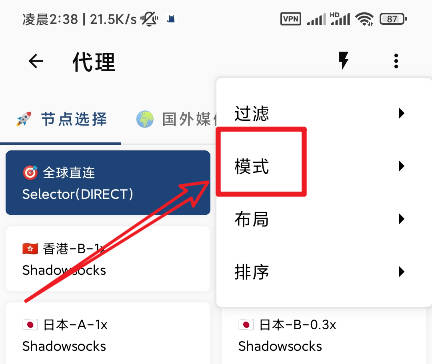 凌晨2:38 | 21.5K/s
VPN HD 87
代理
节点选择 国外媒
过滤
模式
布局
排序
全球直连
Selector(DIRECT)
香港-B-1x
Shadowsocks
日本-A-1x
Shadowsocks
日本-B-0.3x
Shadowsocks